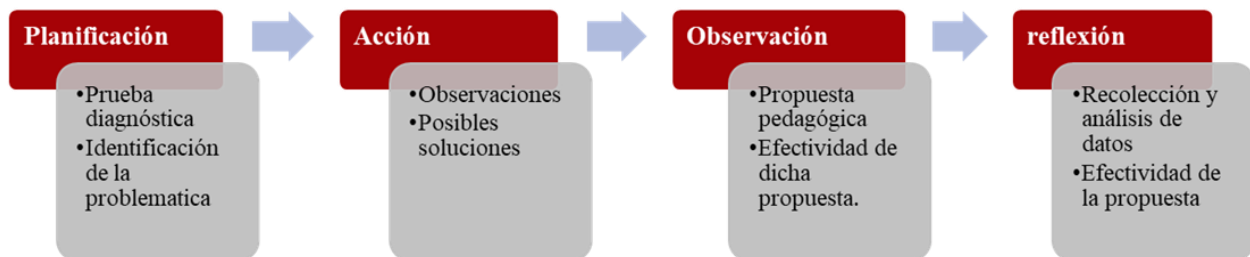 Planificación
•Prueba
diagnóstica
•Identificación
de la
problematica
Acción
•Observaciones
•Posibles
soluciones
Observación
•Propuesta
pedagógica.
•Efectividad de
dicha
propuesta.
reflexión
•Recolección y
análisis de
datos
•Efectividad de
la propuesta